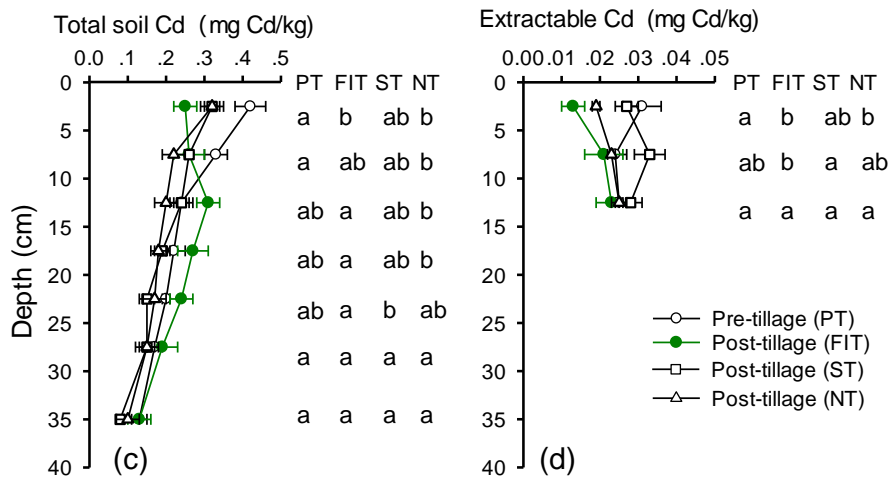 Total soil Cd (mg Cd/kg)
0.0 .1 .2 .3 .4 .5
PT FIT ST NT
0
5
10
15
20
25
30
35
40
Depth (cm)
a b ab b
a ab ab b
ab a ab b
ab a ab b
ab a b ab
a a a a
a a a a
(c)
Extractable Cd (mg Cd/kg)
0.00 .01 .02 .03 .04 .05
PT FIT ST NT
0
5
10
15
20
25
30
35
40
a b ab b
ab b a ab
a a a a
Pre-tillage (PT)
Post-tillage (FIT)
Post-tillage (ST)
Post-tillage (NT)
(d)